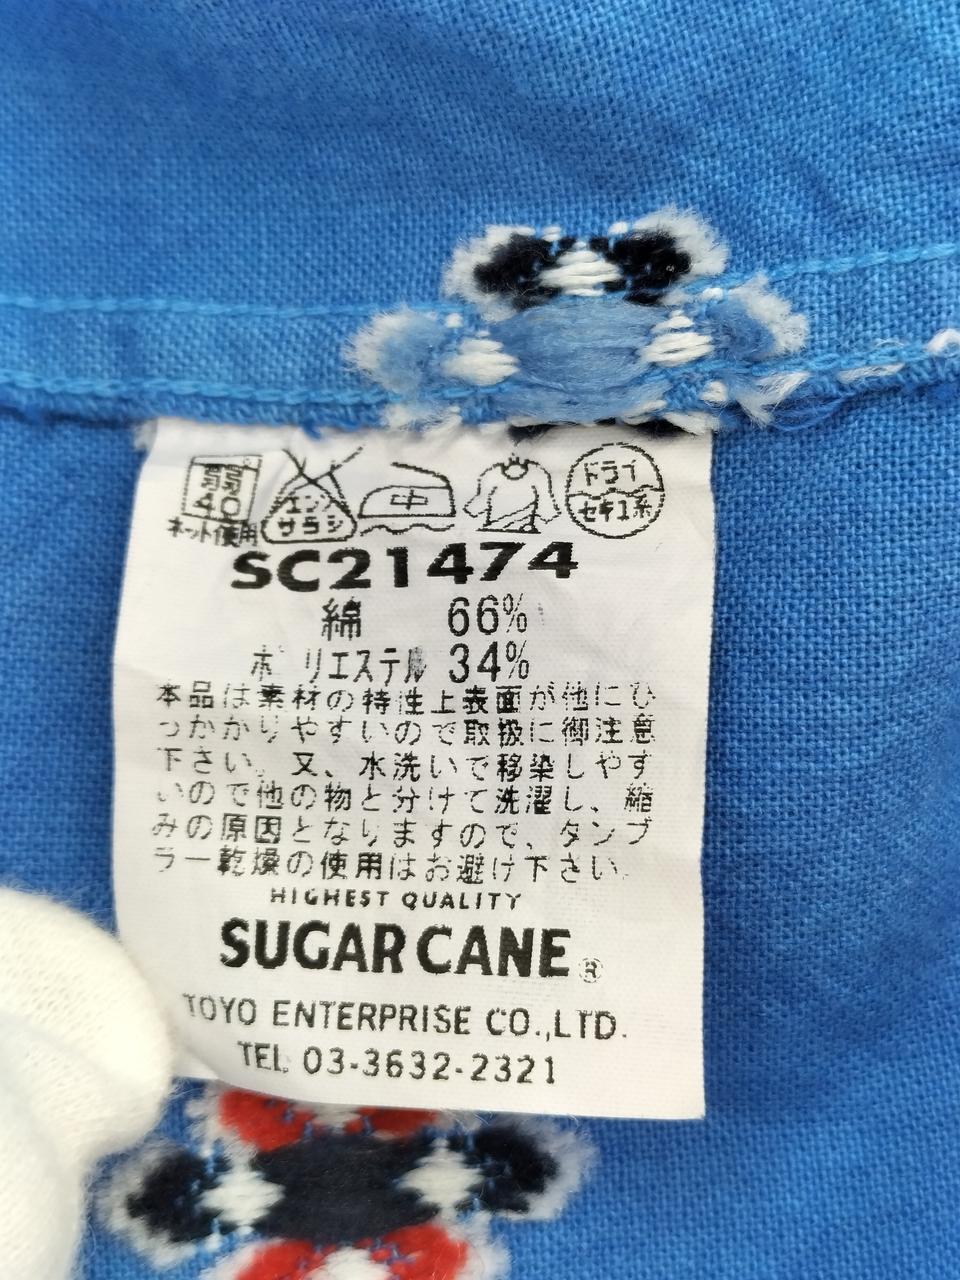 弱 40 エンソ サラシ 中 ドライ セキユ系
ネット使用
SC21474
綿 66%
ポリエステル 34%
本品は素材の特性上表面が他にひ
っかかりやすいので取扱に御注意
下さい。又、水洗いで移染しやす
いので他の物と分けて洗濯し、縮
みの原因となりますので、タンブ
ラー乾燥の使用はお避け下さい。
HIGHEST QUALITY
SUGAR CANE®
TOYO ENTERPRISE CO.,LTD.
TEL 03-3632-2321